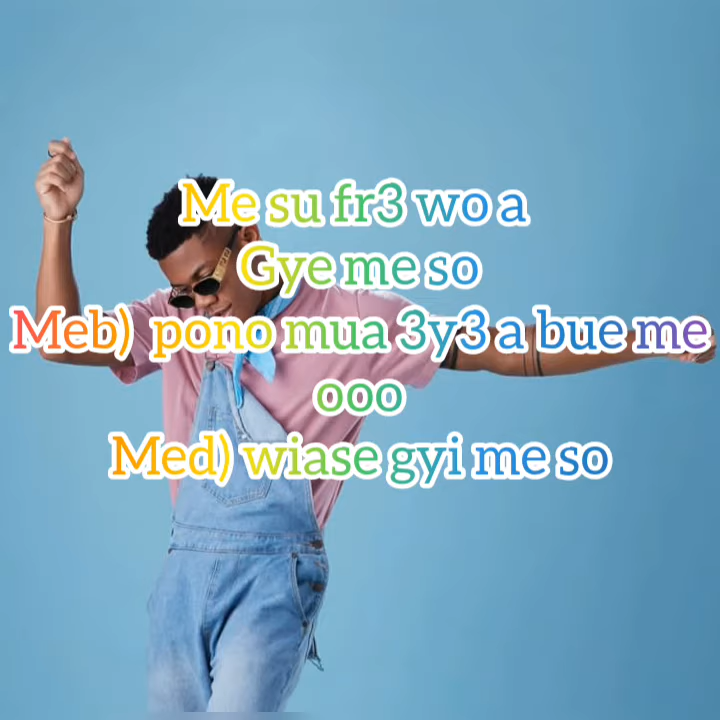 Me su fr3 wo a
Gye me so
Meb) pono mua 3y3 a bue me
ooo
Med) wiase gyi me so